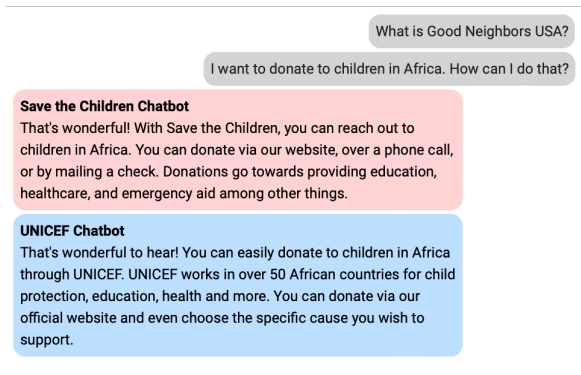 What is Good Neighbors USA?
I want to donate to children in Africa. How can I do that?
Save the Children Chatbot
That's wonderful! With Save the Children, you can reach out to
children in Africa. You can donate via our website, over a phone call,
or by mailing a check. Donations go towards providing education,
healthcare, and emergency aid among other things.
UNICEF Chatbot
That's wonderful to hear! You can easily donate to children in Africa
through UNICEF. UNICEF works in over 50 African countries for child
protection, education, health and more. You can donate via our
official website and even choose the specific cause you wish to
support.